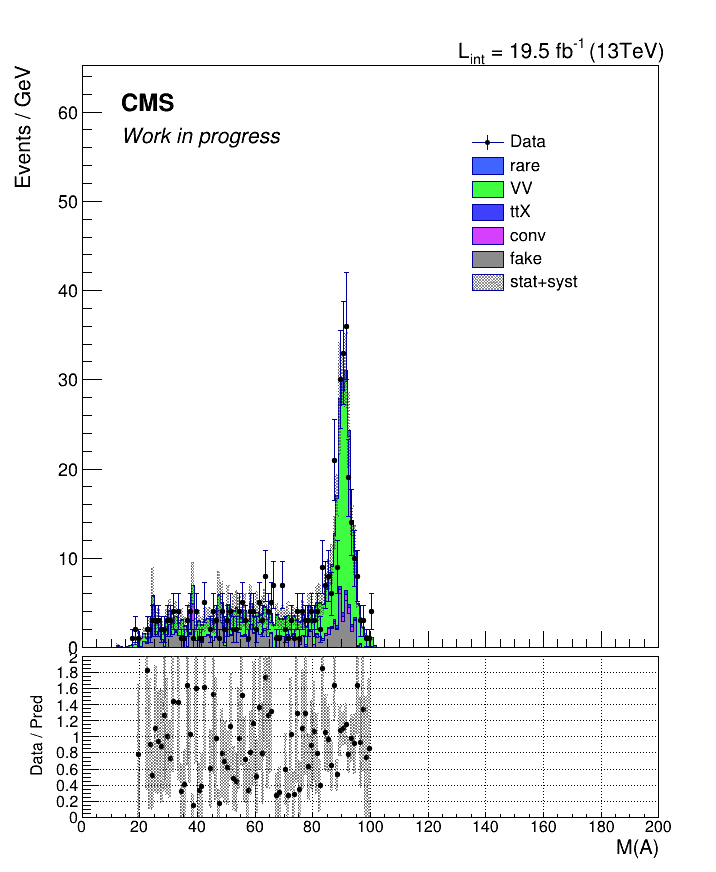 L_int = 19.5 fb^-1 (13TeV)
Events / GeV
CMS
Work in progress
Data
rare
VV
ttX
conv
fake
stat+syst
60
50
40
30
20
10
0
Data / Pred
2
1.8
1.6
1.4
1.2
1
0.8
0.6
0.4
0.2
0
0 20 40 60 80 100 120 140 160 180 200
M(A)